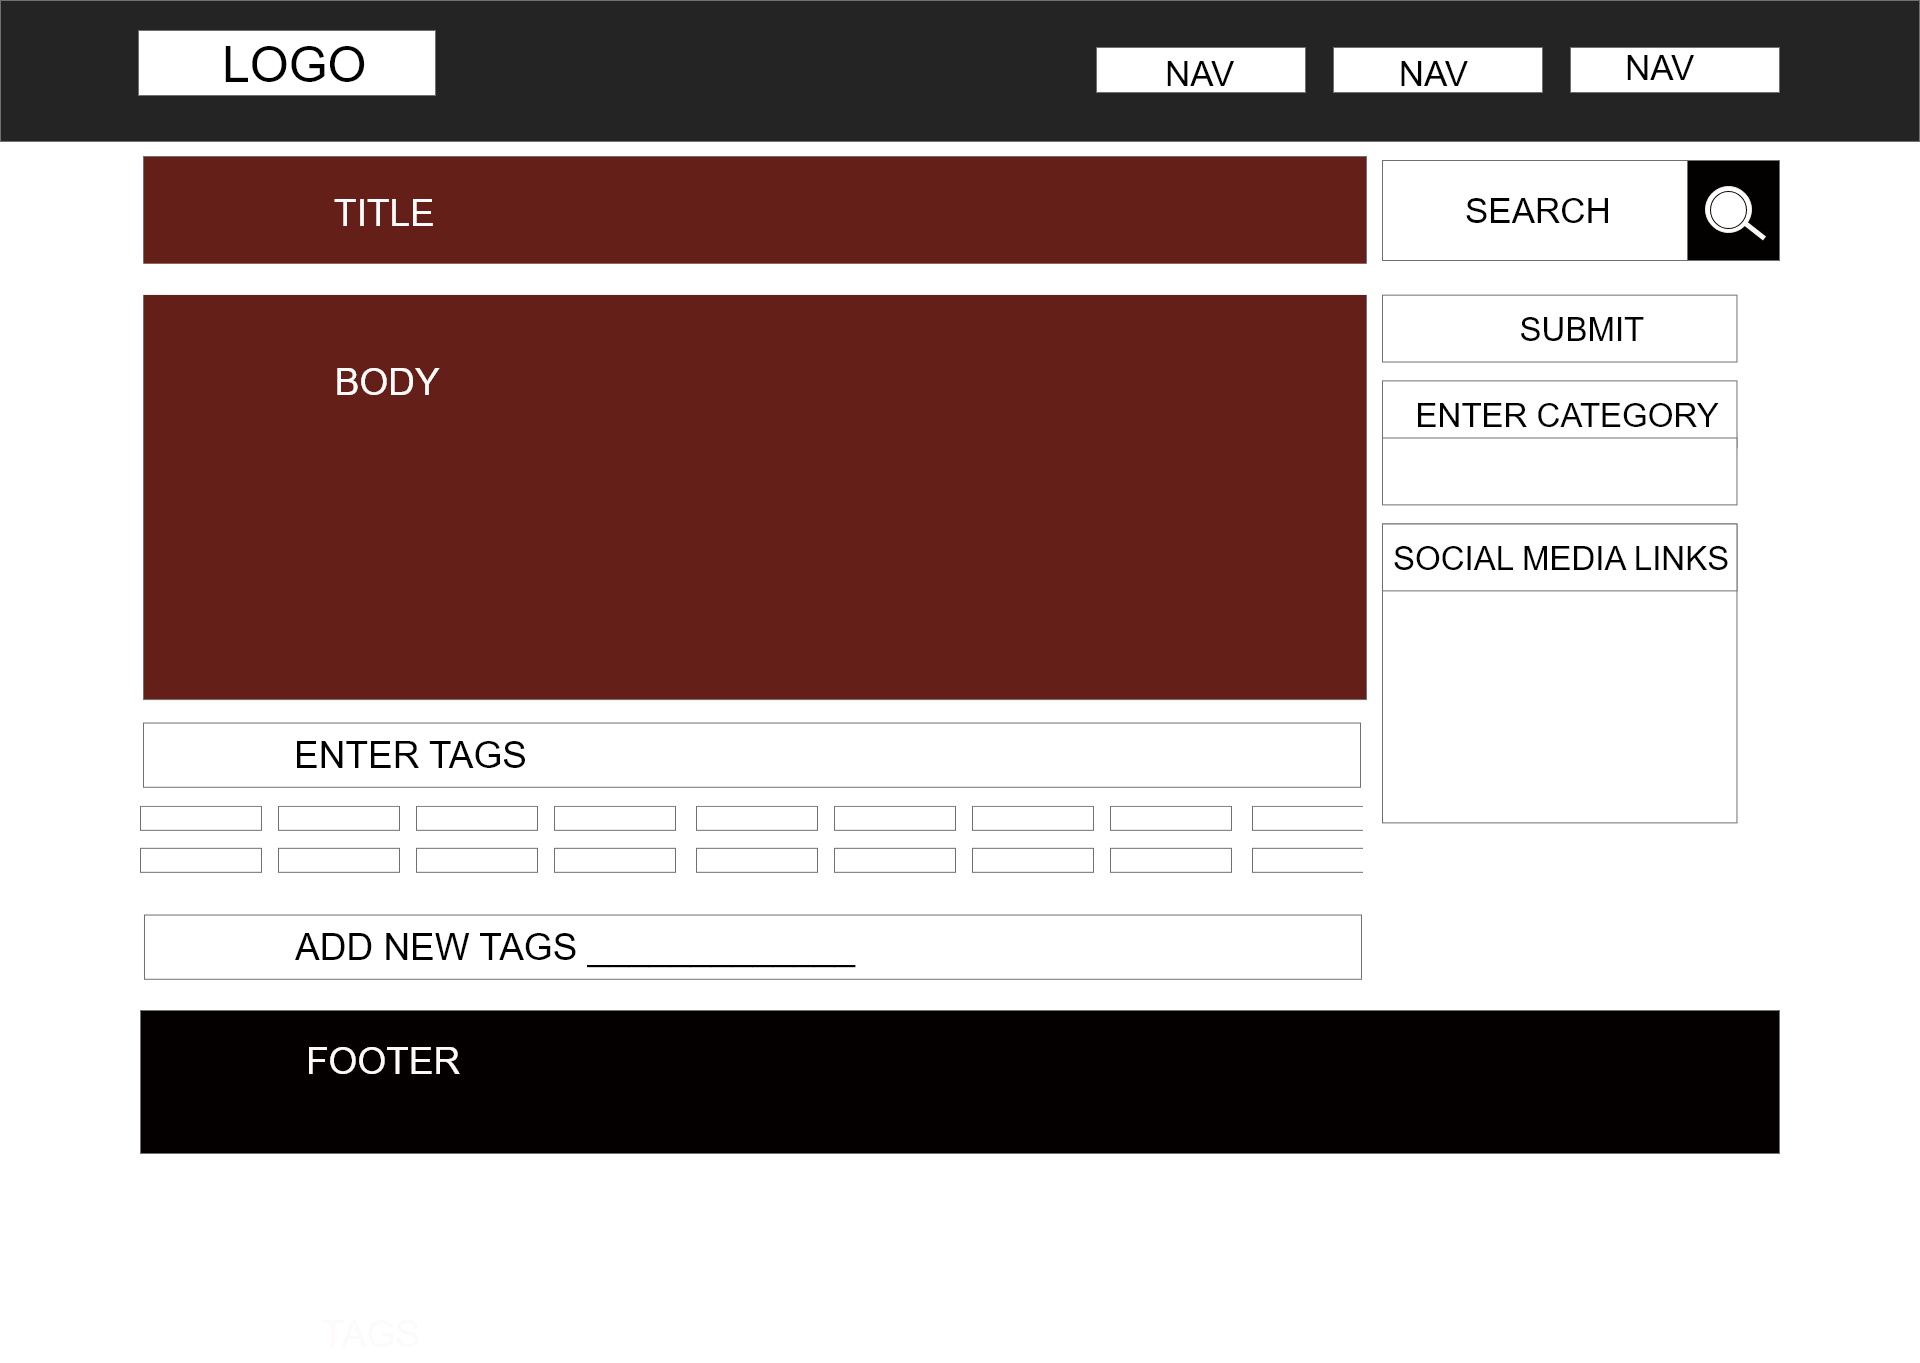 LOGO
NAV
NAV
NAV
TITLE
SEARCH
BODY
SUBMIT
ENTER CATEGORY
SOCIAL MEDIA LINKS
ENTER TAGS
ADD NEW TAGS _____________
FOOTER
TAGS